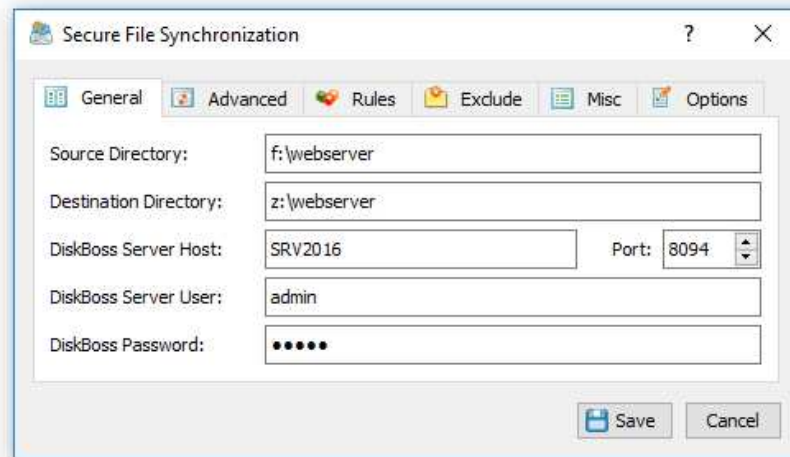 Secure File Synchronization ?
General Advanced Rules Exclude Misc Options
Source Directory: f:\webserver
Destination Directory: z:\webserver
DiskBoss Server Host: SRV2016 Port: 8094
DiskBoss Server User: admin
DiskBoss Password: •••••
Save Cancel